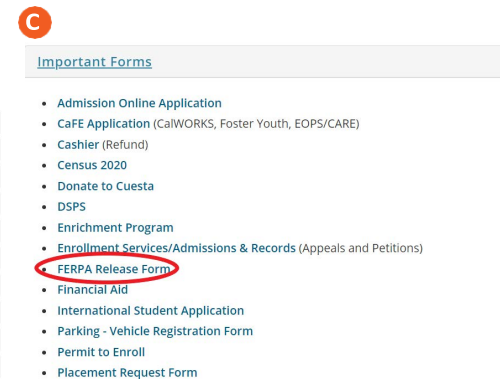 C
Important Forms
Admission Online Application
CaFE Application (CalWORKS, Foster Youth, EOPS/CARE)
Cashier (Refund)
Census 2020
Donate to Cuesta
DSPS
Enrichment Program
Enrollment Services/Admissions & Records (Appeals and Petitions)
FERPA Release Form
Financial Aid
International Student Application
Parking - Vehicle Registration Form
Permit to Enroll
Placement Request Form